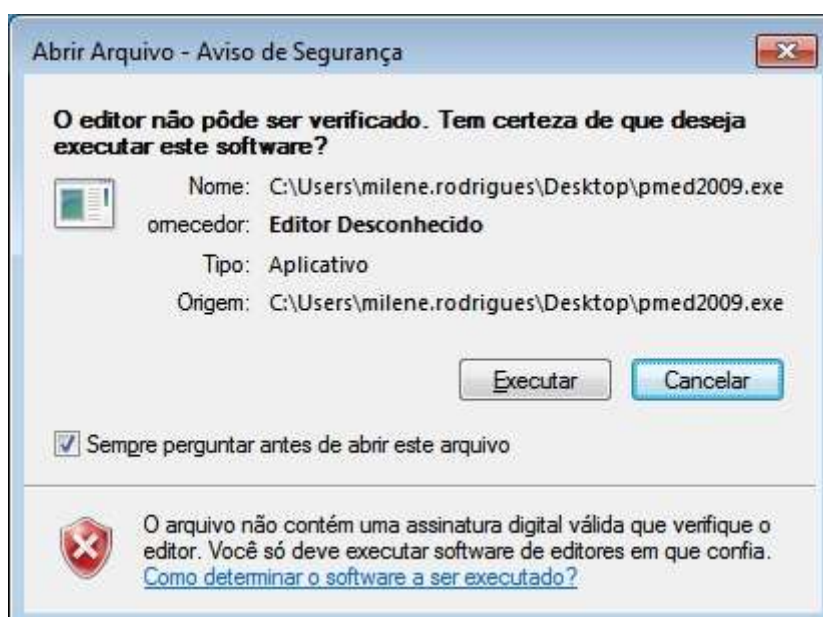 Abrir Arquivo - Aviso de Segurança
O editor não pôde ser verificado. Tem certeza de que deseja
executar este software?
Nome: C:\Users\milene.rodrigues\Desktop\pmed2009.exe
omecedor: Editor Desconhecido
Tipo: Aplicativo
Origem: C:\Users\milene.rodrigues\Desktop\pmed2009.exe
Executar Cancelar
Sempre perguntar antes de abrir este arquivo
O arquivo não contém uma assinatura digital válida que verifique o
editor. Você só deve executar software de editores em que confia.
Como determinar o software a ser executado?